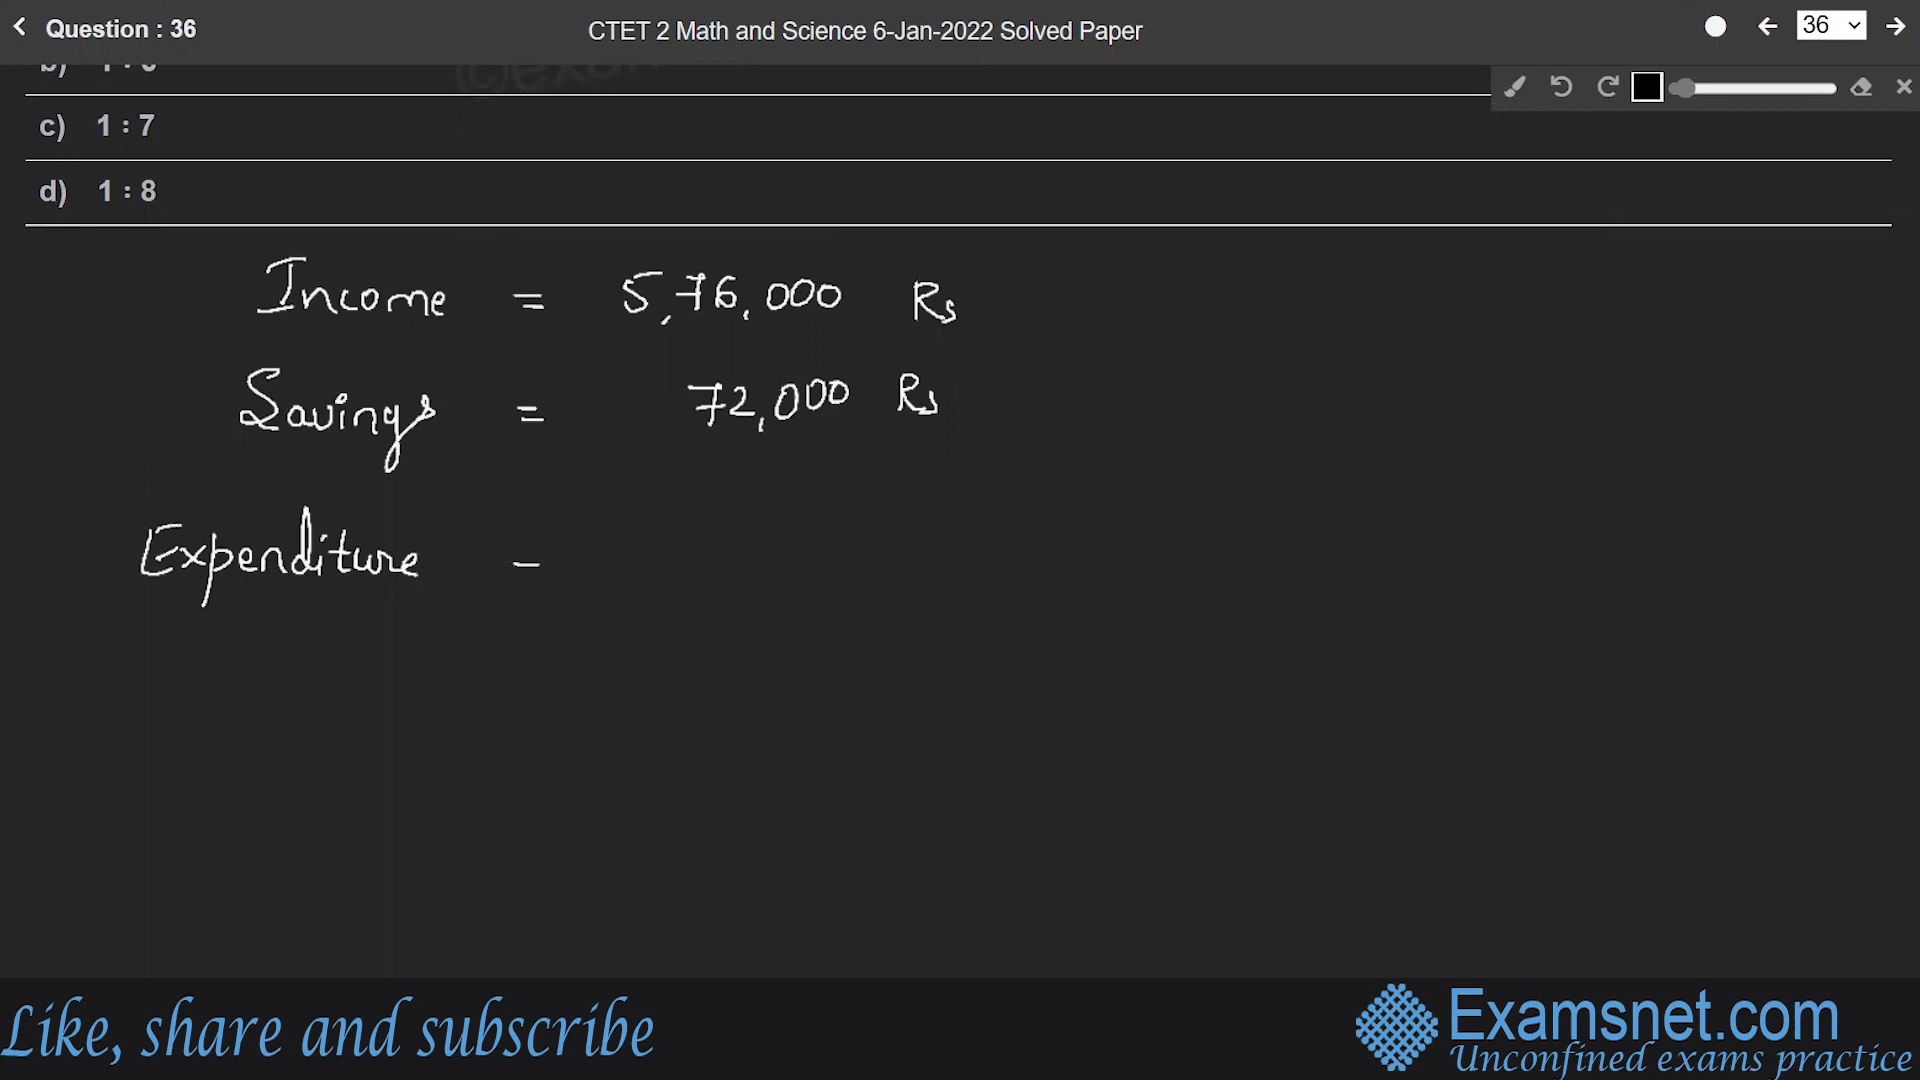 Question : 36
CTET 2 Math and Science 6-Jan-2022 Solved Paper
36
c) 1 : 7
d) 1 : 8
Income = 5,76,000 Rs
Savings = 72,000 Rs
Expenditure -
Like, share and subscribe
Examsnet.com
Unconfined exams practice